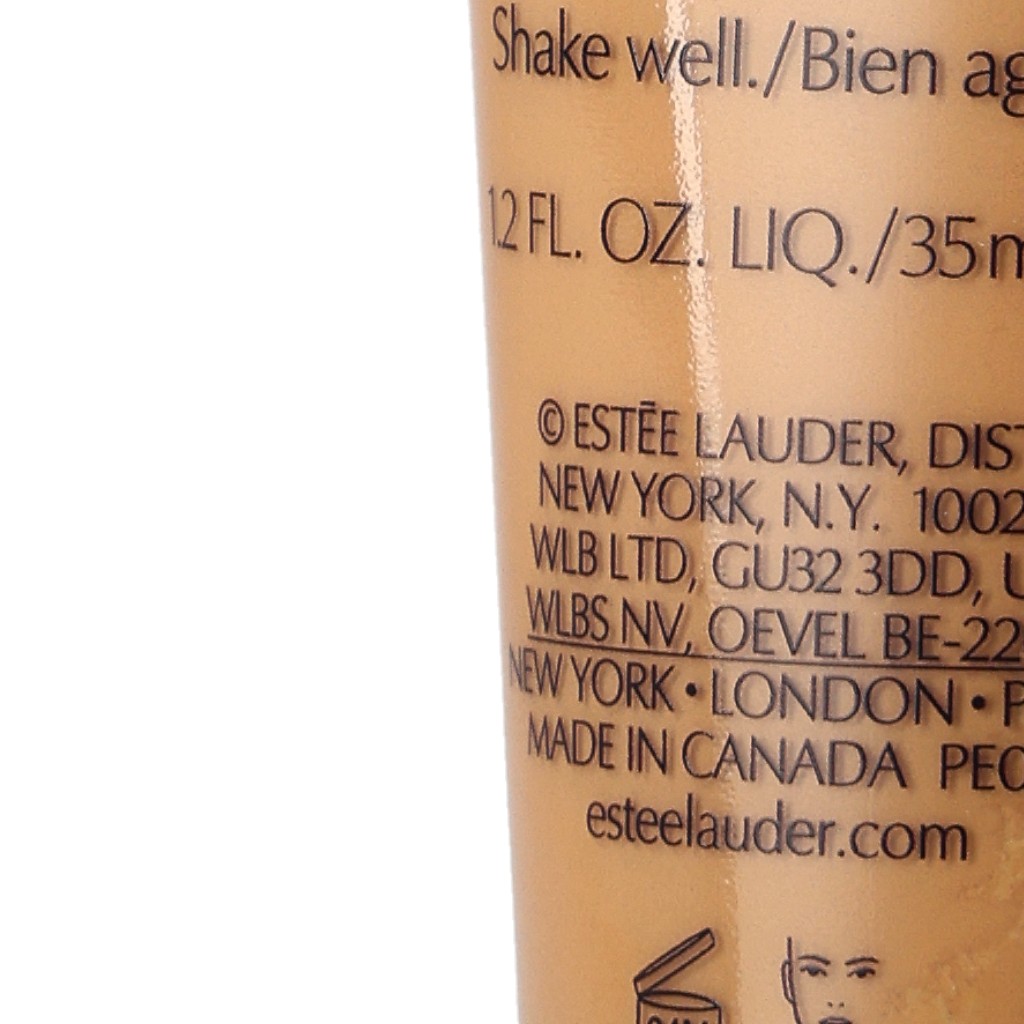 Shake well./Bien ag
1.2 FL. OZ. LIQ./35m
© ESTĒE LAUDER, DIST
NEW YORK, N.Y. 1002
WLB LTD, GU32 3DD, U
WLBS NV, OEVEL BE-22
NEW YORK • LONDON • P
MADE IN CANADA PEO
esteelauder.com